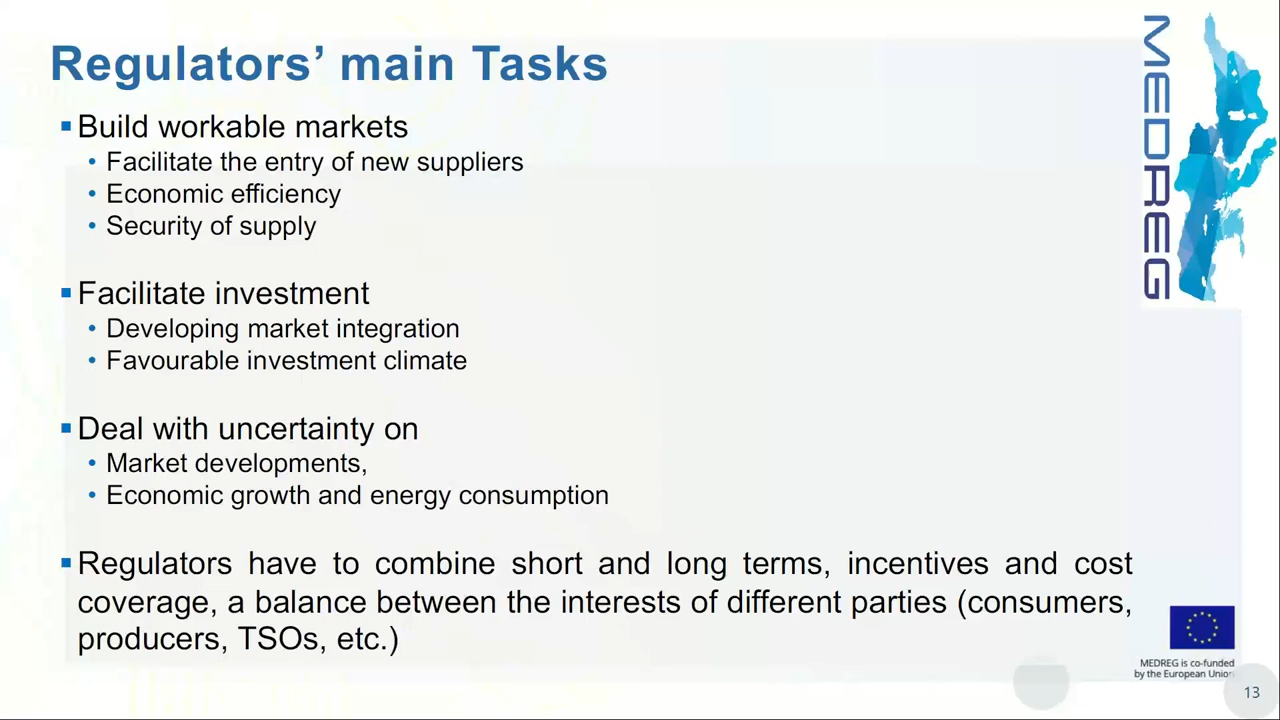 Regulators’ main Tasks
Build workable markets
Facilitate the entry of new suppliers
Economic efficiency
Security of supply
Facilitate investment
Developing market integration
Favourable investment climate
Deal with uncertainty on
Market developments,
Economic growth and energy consumption
Regulators have to combine short and long terms, incentives and cost
coverage, a balance between the interests of different parties (consumers,
producers, TSOs, etc.)
MEDREG
MEDREG is co-funded
by the European Union
13